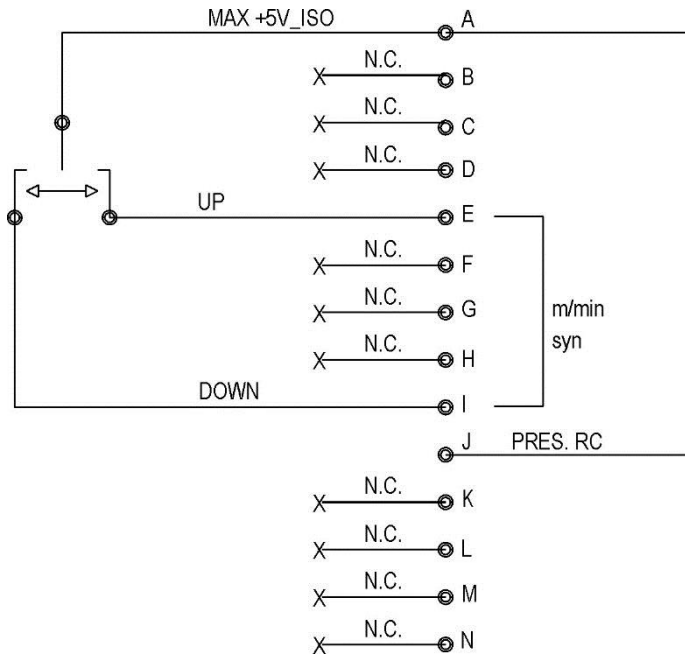 MAX +5V_ISO A
X N.C. B
X N.C. C
X N.C. D
UP E
X N.C. F
X N.C. G
X N.C. H
m/min
syn
DOWN I
J PRES. RC
X N.C. K
X N.C. L
X N.C. M
X N.C. N